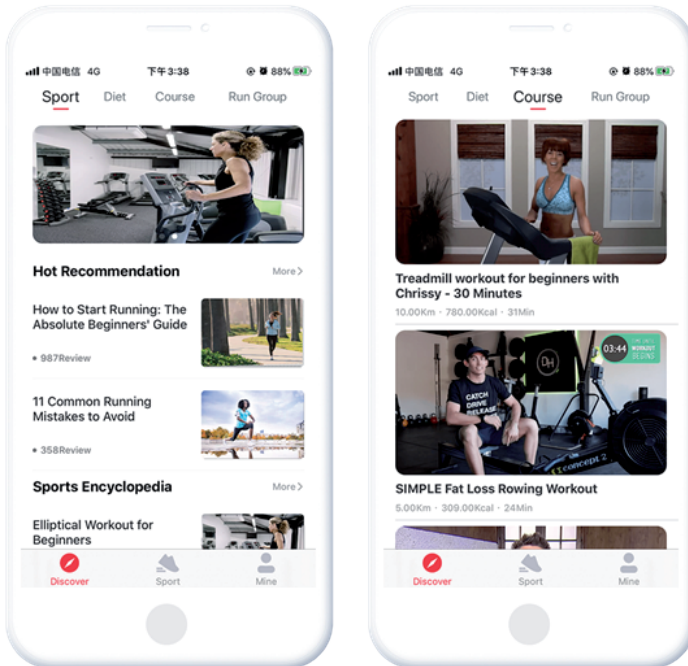 中国电信 4G 下午3:38 88%
Sport Diet Course Run Group
Hot Recommendation More >
How to Start Running: The
Absolute Beginners' Guide
• 987Review
11 Common Running
Mistakes to Avoid
• 358Review
Sports Encyclopedia More >
Elliptical Workout for
Beginners
Discover Sport Mine
中国电信 4G 下午3:38 88%
Sport Diet Course Run Group
Treadmill workout for beginners with
Chrissy - 30 Minutes
10.00Km · 780.00Kcal · 31Min
03:44
TIME UNTIL
WORKOUT
BEGINS
DH
CATCH
DRIVE
RELEASE
concept 2
SIMPLE Fat Loss Rowing Workout
5.00Km · 309.00Kcal · 24Min
Discover Sport Mine